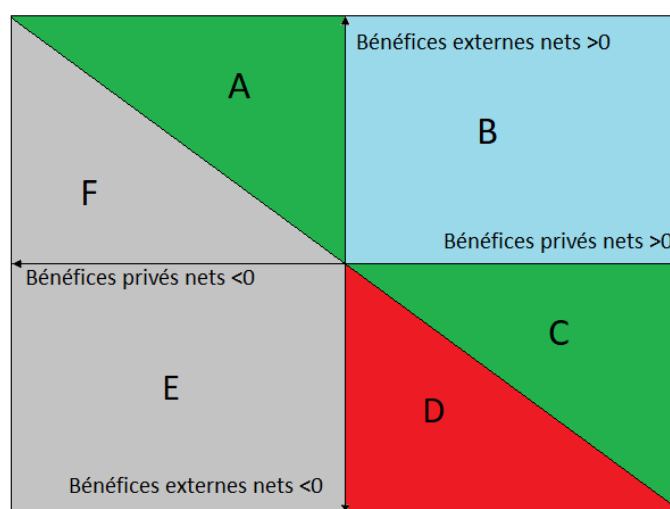 Bénéfices externes nets >0
A
B
F
Bénéfices privés nets >0
Bénéfices privés nets <0
C
E
D
Bénéfices externes nets <0